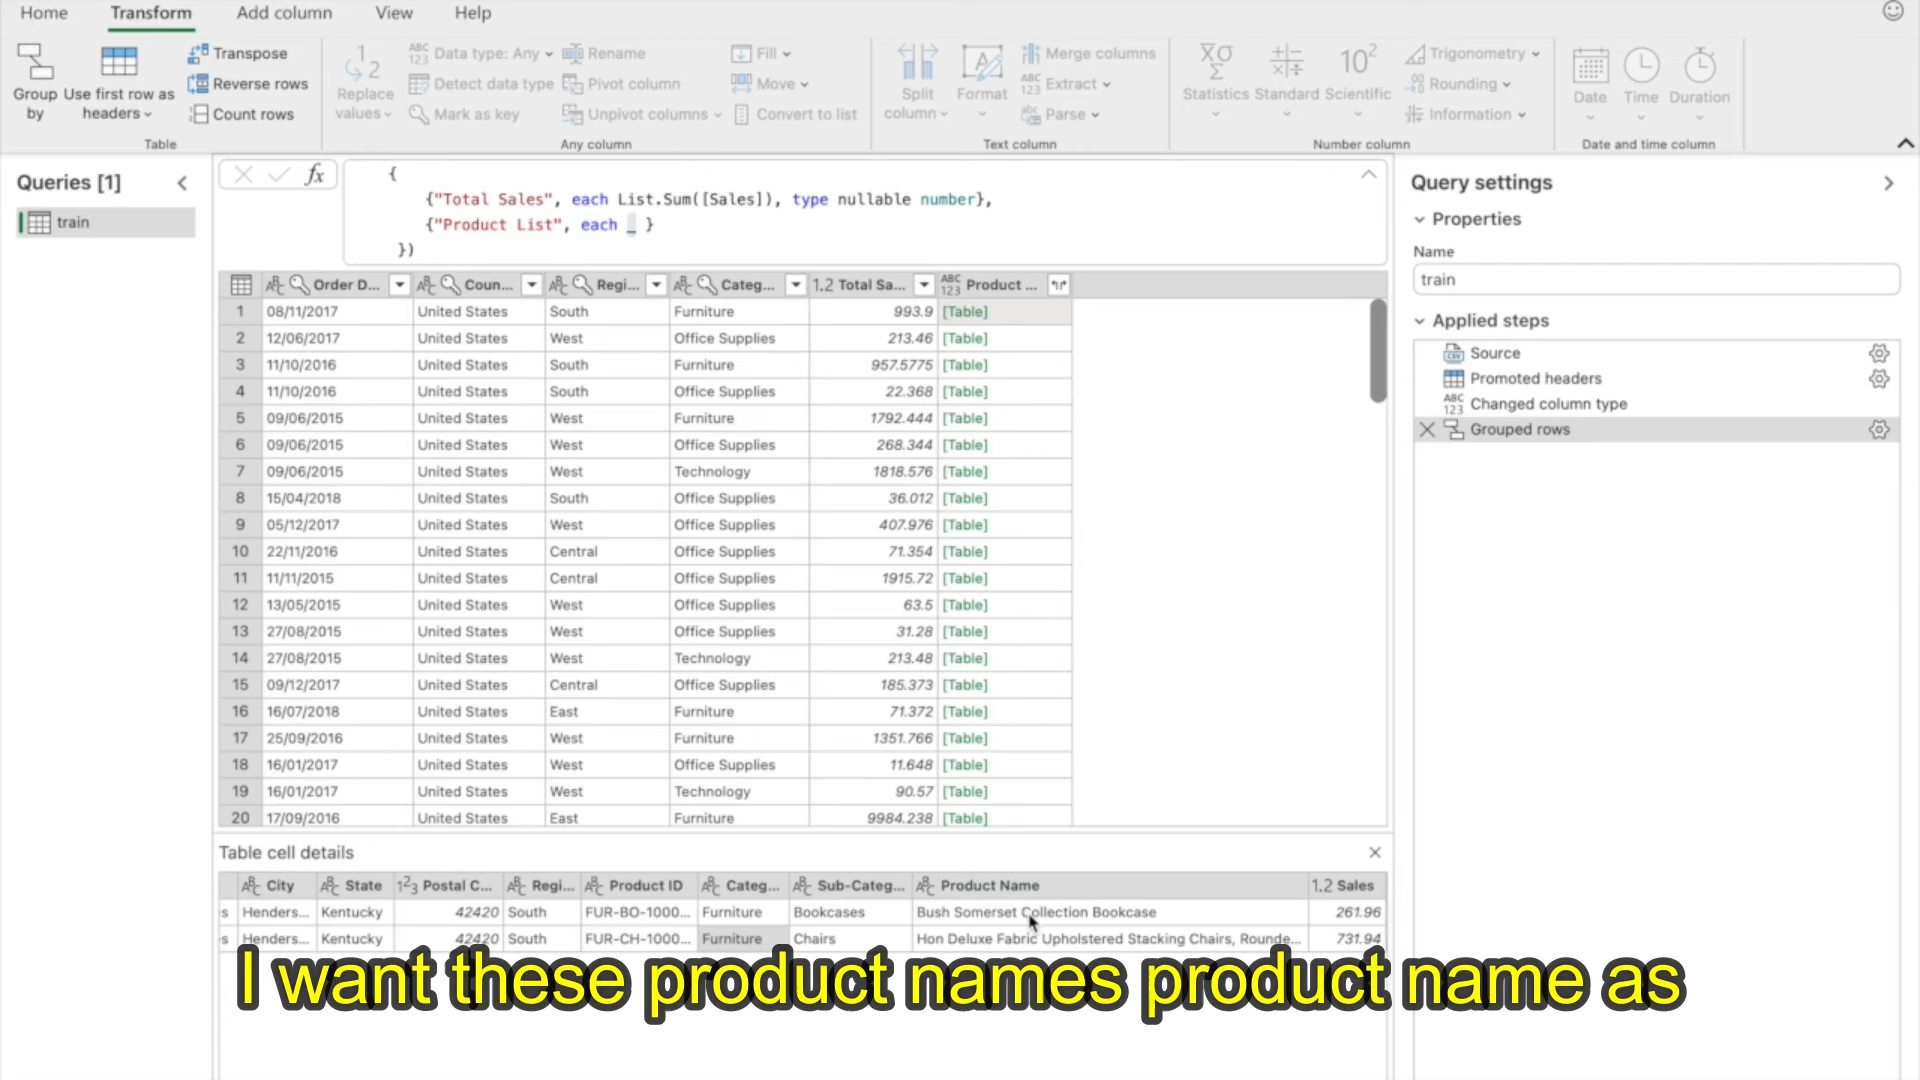 Home Transform Add column View Help
Group by
Use first row as headers
Transpose
Reverse rows
Count rows
Table
Replace values
Data type: Any
Detect data type
Mark as key
Rename
Pivot column
Unpivot columns
Fill
Move
Convert to list
Any column
Split column
Format
Merge columns
Extract
Parse
Text column
Statistics
Standard
Scientific
Trigonometry
Rounding
Information
Number column
Date
Time
Duration
Date and time column
Queries [1]
train
fx
{
{"Total Sales", each List.Sum([Sales]), type nullable number},
{"Product List", each _ }
})
Order D... Coun... Regi... Categ... 1.2 Total Sa... ABC 123 Product ...
1 08/11/2017 United States South Furniture 993.9 [Table]
2 12/06/2017 United States West Office Supplies 213.46 [Table]
3 11/10/2016 United States South Furniture 957.5775 [Table]
4 11/10/2016 United States South Office Supplies 22.368 [Table]
5 09/06/2015 United States West Furniture 1792.444 [Table]
6 09/06/2015 United States West Office Supplies 268.344 [Table]
7 09/06/2015 United States West Technology 1818.576 [Table]
8 15/04/2018 United States South Office Supplies 36.012 [Table]
9 05/12/2017 United States West Office Supplies 407.976 [Table]
10 22/11/2016 United States Central Office Supplies 71.354 [Table]
11 11/11/2015 United States Central Office Supplies 1915.72 [Table]
12 13/05/2015 United States West Office Supplies 63.5 [Table]
13 27/08/2015 United States West Office Supplies 31.28 [Table]
14 27/08/2015 United States West Technology 213.48 [Table]
15 09/12/2017 United States Central Office Supplies 185.373 [Table]
16 16/07/2018 United States East Furniture 71.372 [Table]
17 25/09/2016 United States West Furniture 1351.766 [Table]
18 16/01/2017 United States West Office Supplies 11.648 [Table]
19 16/01/2017 United States West Technology 90.57 [Table]
20 17/09/2016 United States East Furniture 9984.238 [Table]
Table cell details
City State 123 Postal C... Regi... Product ID Categ... Sub-Categ... Product Name 1.2 Sales
s Henders... Kentucky 42420 South FUR-BO-1000... Furniture Bookcases Bush Somerset Collection Bookcase 261.96
s Henders... Kentucky 42420 South FUR-CH-1000... Furniture Chairs Hon Deluxe Fabric Upholstered Stacking Chairs, Rounde... 731.94
I want these product names product name as
Query settings
Properties
Name
train
Applied steps
Source
Promoted headers
Changed column type
Grouped rows